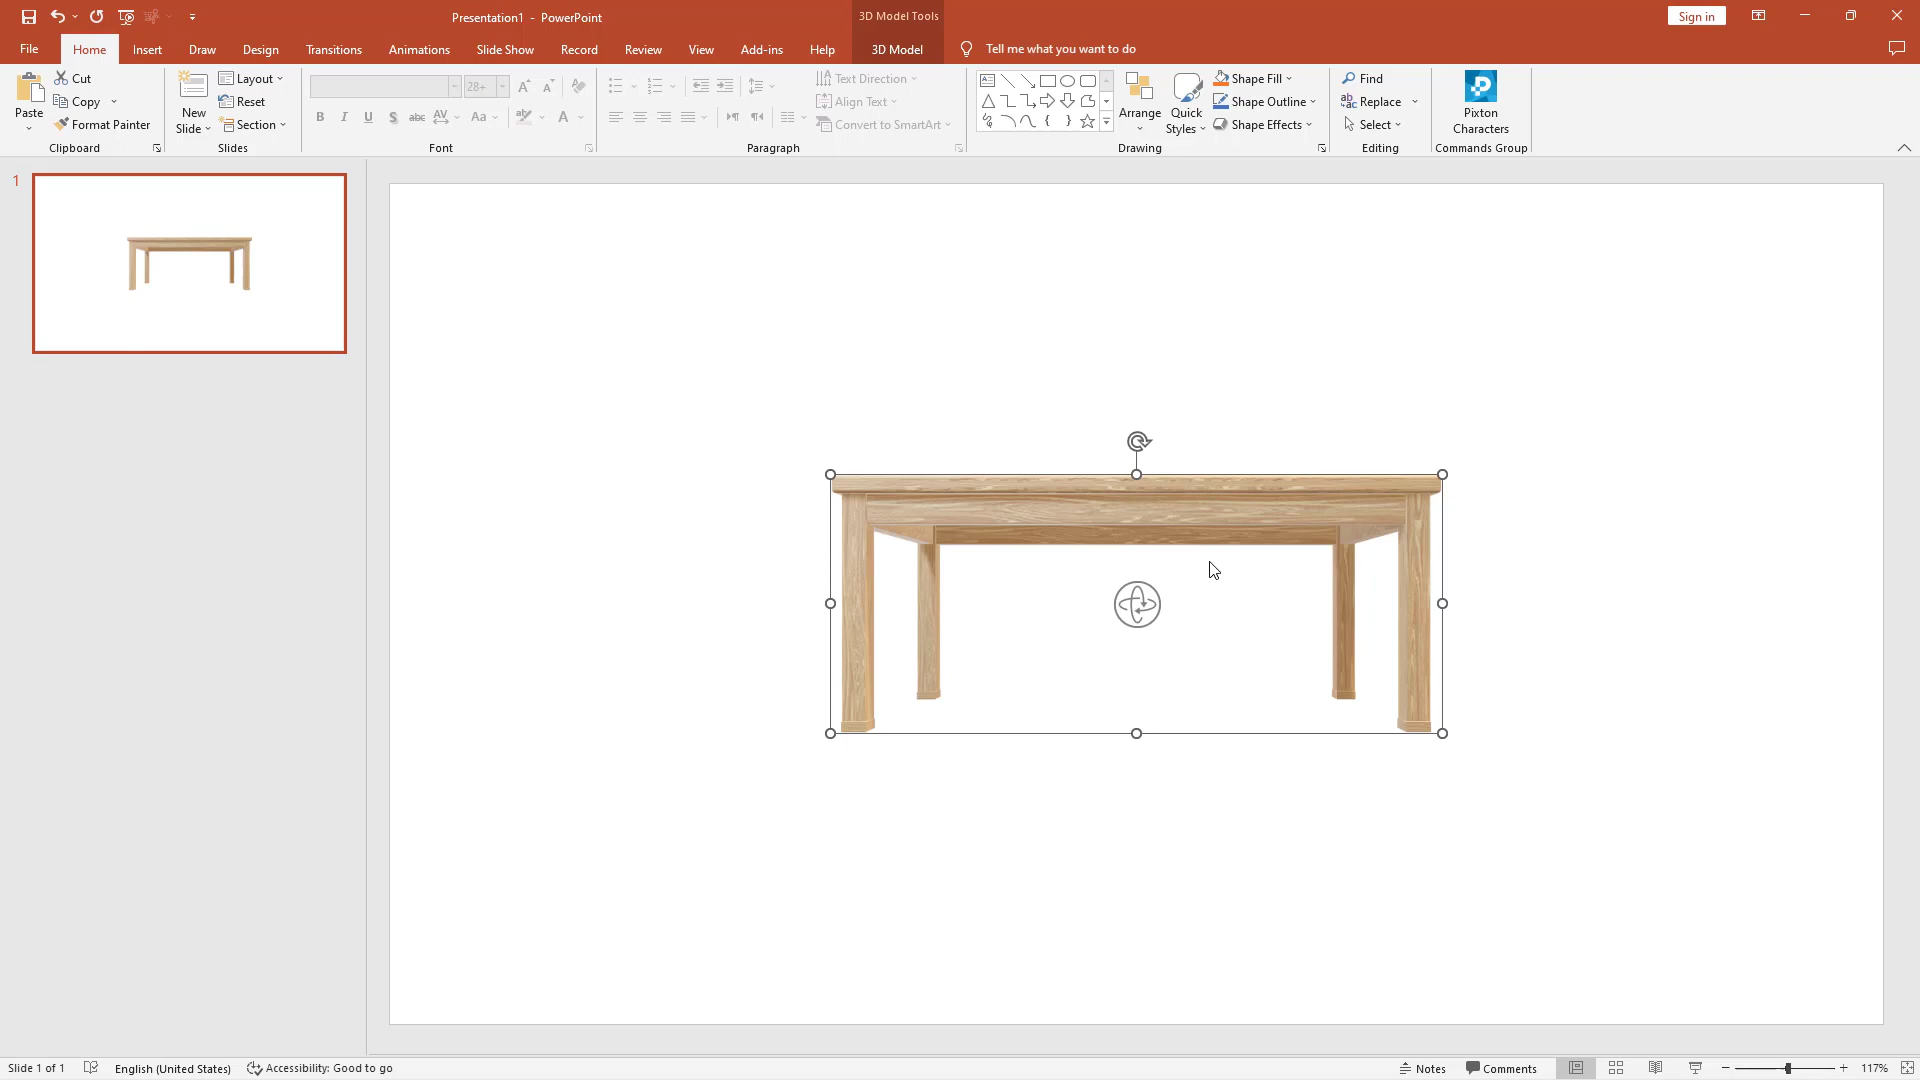 Presentation1 - PowerPoint
3D Model Tools
Sign in
File Home Insert Draw Design Transitions Animations Slide Show Record Review View Add-ins Help 3D Model Tell me what you want to do
Paste
Cut
Copy
Format Painter
Clipboard
New
Slide
Layout
Reset
Section
Slides
28+
B I U S abc AV Aa A
Font
Text Direction
Align Text
Convert to SmartArt
Paragraph
Arrange
Quick
Styles
Shape Fill
Shape Outline
Shape Effects
Drawing
Find
Replace
Select
Editing
Pixton
Characters
Commands Group
1
Slide 1 of 1 English (United States) Accessibility: Good to go Notes Comments 117%